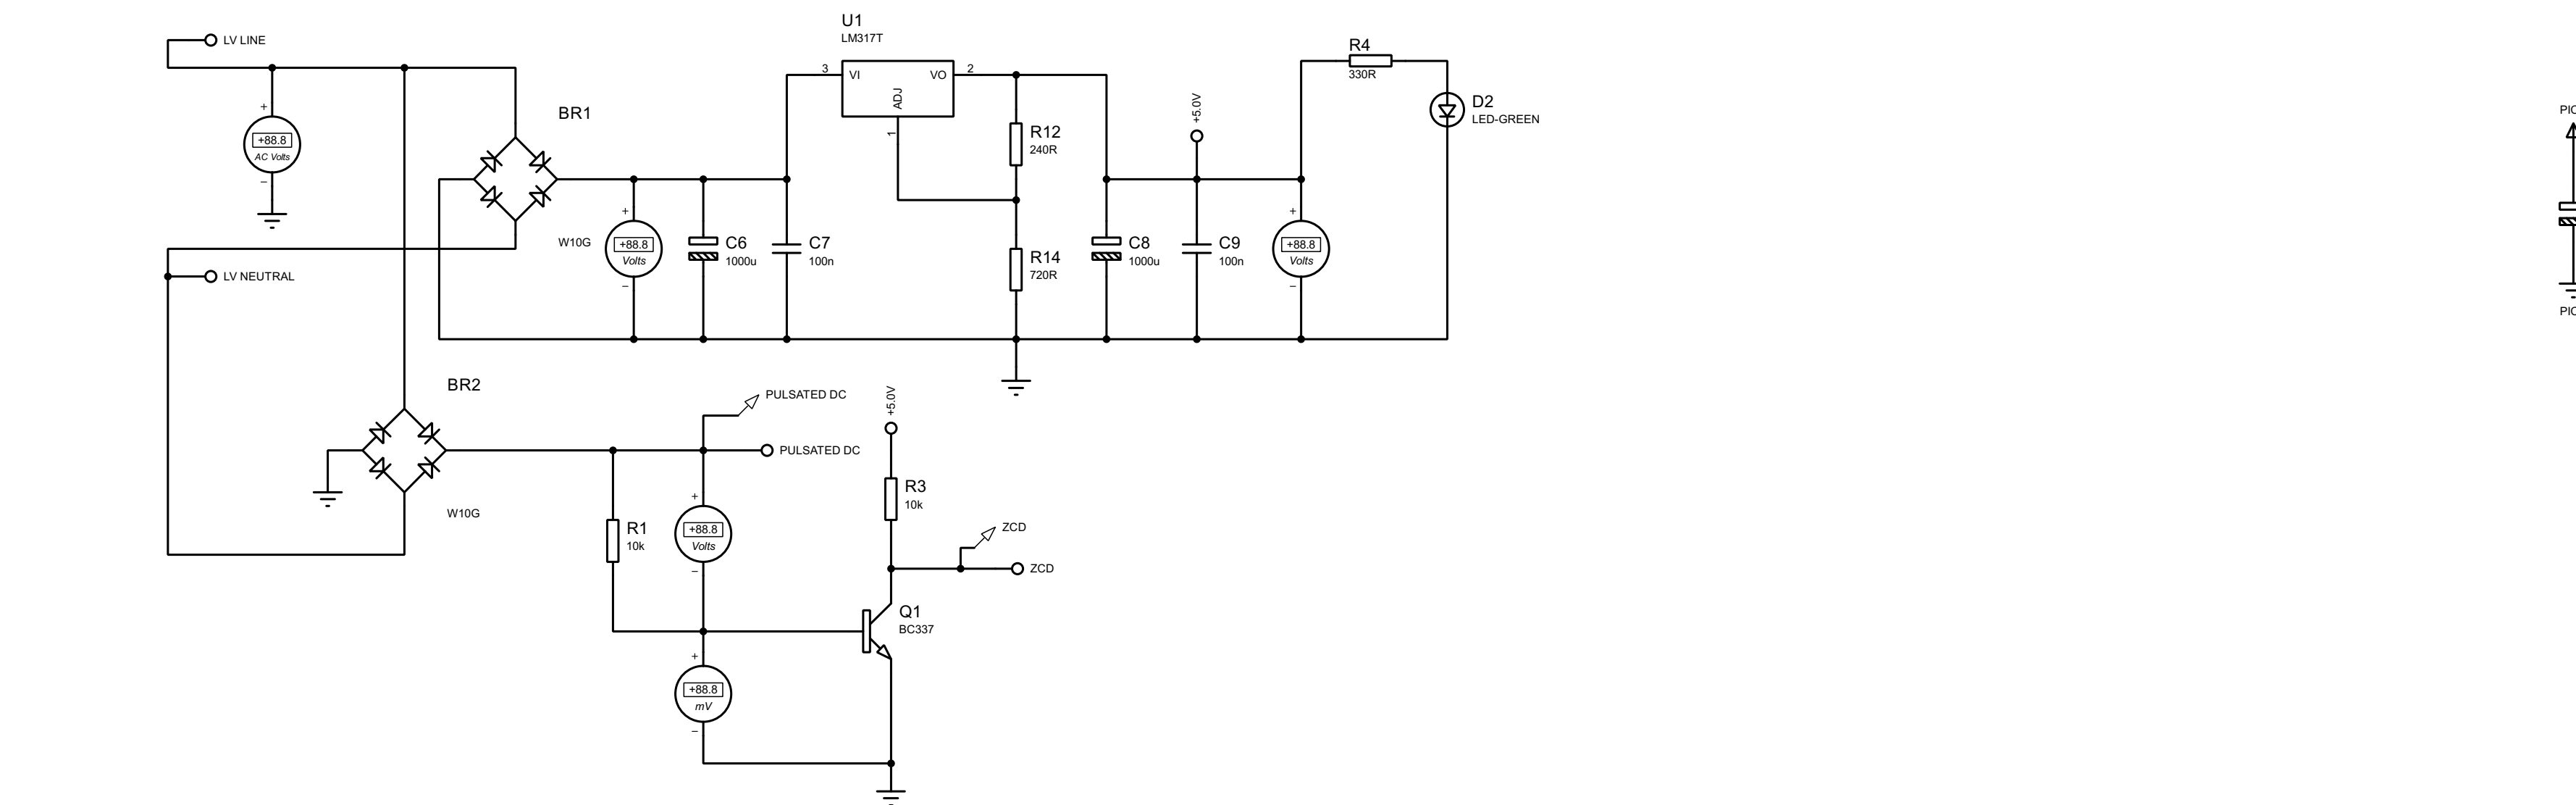 U1
LM317T
LV LINE
3
VI
VO
2
ADJ
1
R4
330R
D2
LED-GREEN
+
+88.8
AC Volts
−
BR1
W10G
R12
240R
+5.0V
+
+88.8
Volts
−
C6
1000u
C7
100n
R14
720R
C8
1000u
C9
100n
+
+88.8
Volts
−
LV NEUTRAL
BR2
W10G
PULSATED DC
PULSATED DC
+5.0V
R3
10k
R1
10k
+
+88.8
Volts
−
ZCD
ZCD
Q1
BC337
+
+88.8
mV
−